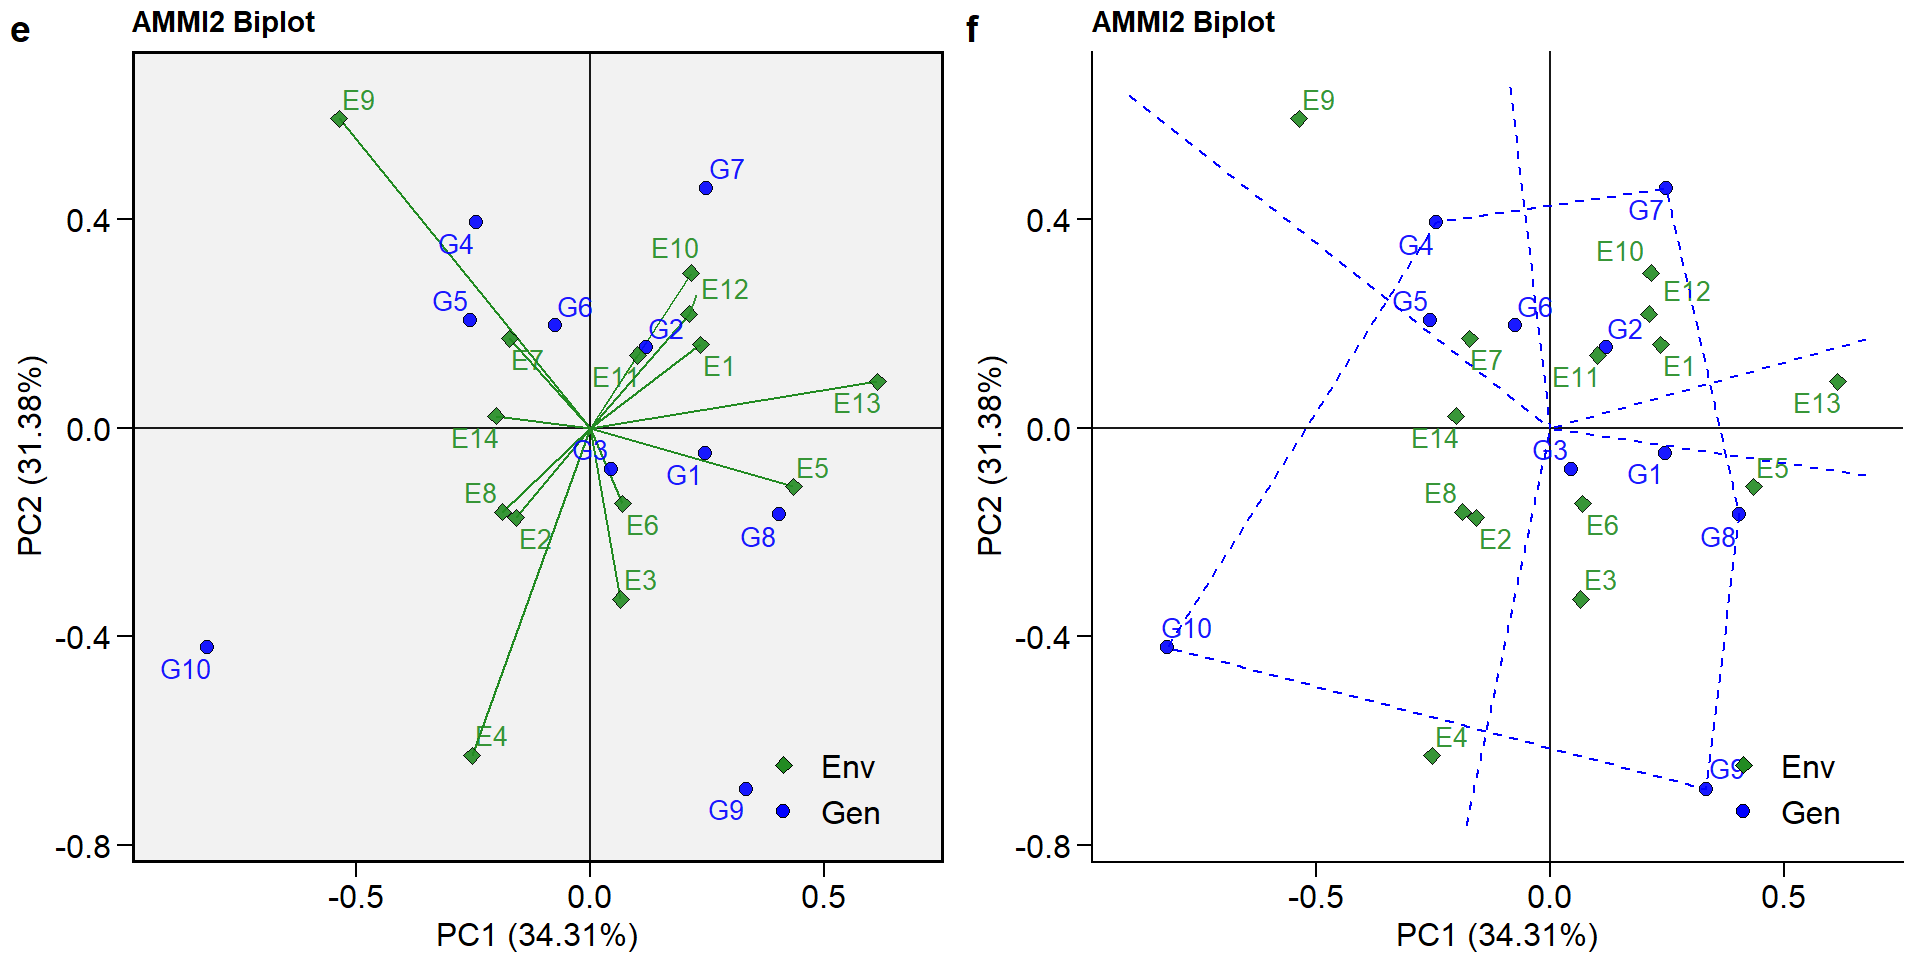 e
AMMI2 Biplot
E9
G7
G4
E10
E12
G5
G6
G2
E7
E11
E1
E13
E14
G3
G1
E5
E8
E2
E6
G8
E3
G10
E4
G9
Env
Gen
0.4
0.0
-0.4
-0.8
-0.5
0.0
0.5
PC1 (34.31%)
PC2 (31.38%)
f
AMMI2 Biplot
E9
G7
G4
E10
E12
G5
G6
G2
E7
E11
E1
E13
E14
G3
G1
E5
E8
E2
E6
G8
E3
G10
E4
G9
Env
Gen
0.4
0.0
-0.4
-0.8
-0.5
0.0
0.5
PC1 (34.31%)
PC2 (31.38%)